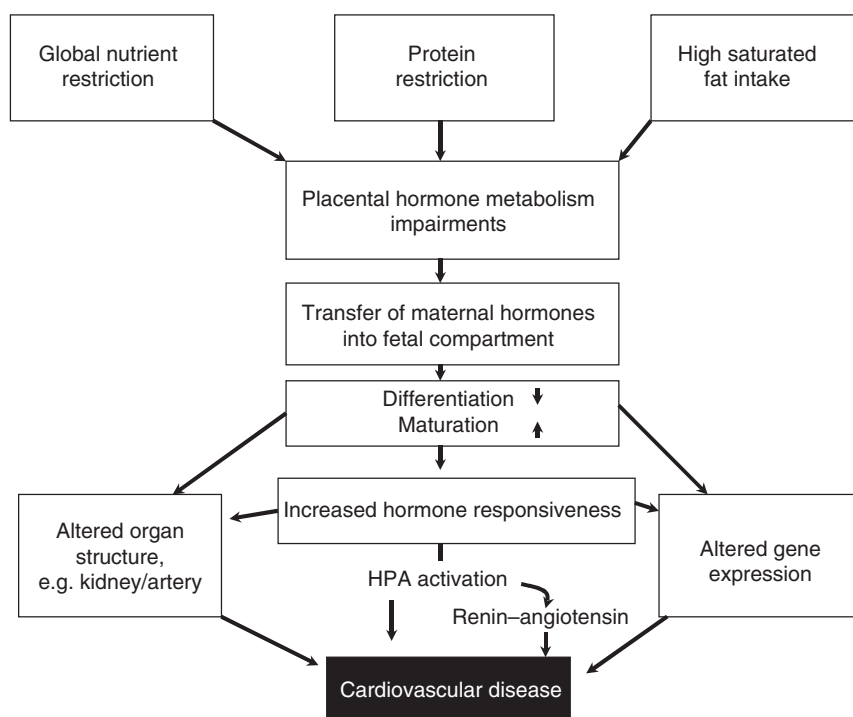 Global nutrient
restriction
Protein
restriction
High saturated
fat intake
Placental hormone metabolism
impairments
Transfer of maternal hormones
into fetal compartment
Differentiation
Maturation
Increased hormone responsiveness
Altered organ
structure,
e.g. kidney/artery
Altered gene
expression
HPA activation
Renin–angiotensin
Cardiovascular disease